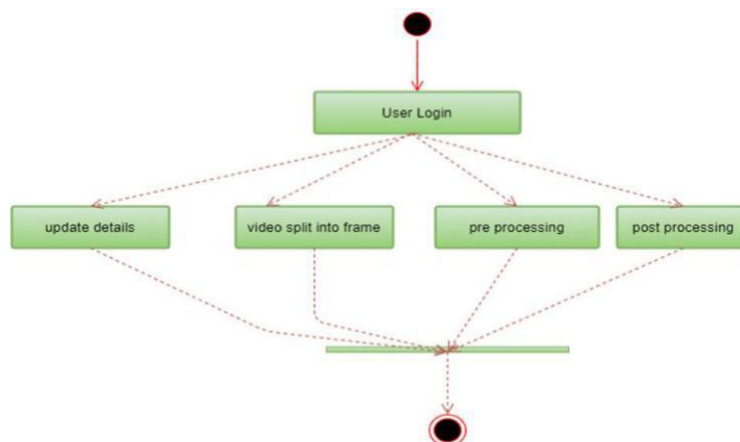 User Login
update details
video split into frame
pre processing
post processing